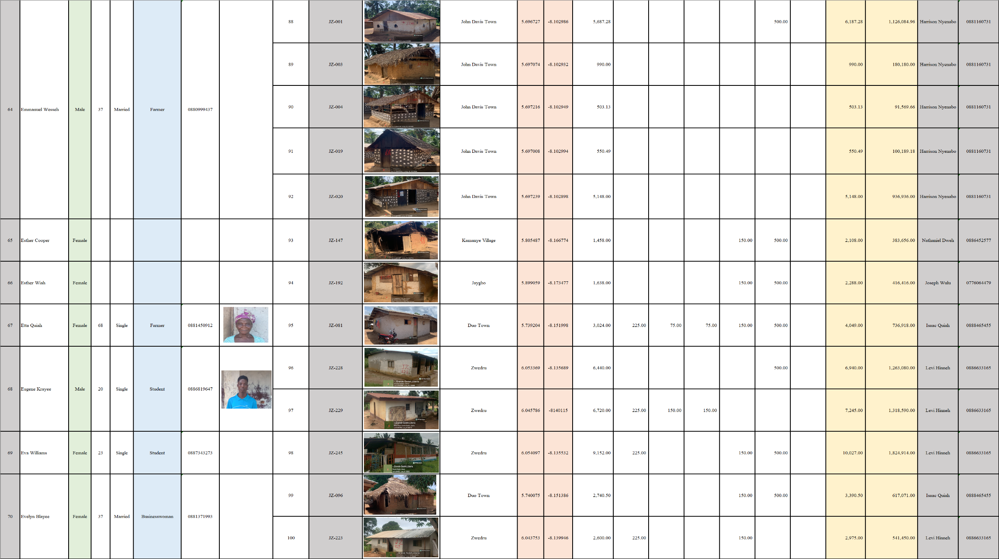 64 Emmanuel Wesseh Male 37 Married Farmer 0880999437
88 JZ-001 John Davis Town 5.696727 -8.102986 5,687.28 500.00 6,187.28 1,126,084.96 Harrison Nyenabo 0881160731
89 JZ-003 John Davis Town 5.697074 -8.102932 990.00 990.00 180,180.00 Harrison Nyenabo 0881160731
90 JZ-004 John Davis Town 5.697216 -8.102949 503.13 503.13 91,569.66 Harrison Nyenabo 0881160731
91 JZ-019 John Davis Town 5.697008 -8.102994 550.49 550.49 100,189.18 Harrison Nyenabo 0881160731
92 JZ-020 John Davis Town 5.697239 -8.102898 5,148.00 5,148.00 936,936.00 Harrison Nyenabo 0881160731
65 Esther Cooper Female 93 JZ-147 Kamanye Village 5.805487 -8.166774 1,458.00 150.00 500.00 2,108.00 383,656.00 Nathaniel Dweh 0886452577
66 Esther Wiah Female 94 JZ-192 Jaygbo 5.899059 -8.173477 1,638.00 150.00 500.00 2,288.00 416,416.00 Joseph Wulu 0776064479
67 Etta Quiah Female 68 Single Farmer 0881450912 95 JZ-081 Duo Town 5.739204 -8.151998 3,024.00 225.00 75.00 75.00 150.00 500.00 4,049.00 736,918.00 Isaac Quiah 0888465455
68 Eugene Krayee Male 20 Single Student 0886819647
96 JZ-228 Zwedru 6.053369 -8.135689 6,440.00 500.00 6,940.00 1,263,080.00 Levi Hinneh 0886633165
97 JZ-229 Zwedru 6.045786 -8140115 6,720.00 225.00 150.00 150.00 7,245.00 1,318,590.00 Levi Hinneh 0886633165
69 Eva Williams Female 23 Single Student 0887343273 98 JZ-245 Zwedru 6.054097 -8.135532 9,152.00 225.00 150.00 500.00 10,027.00 1,824,914.00 Levi Hinneh 0886633165
70 Evelyn Blayee Female 37 Married Businesswoman 0881371993
99 JZ-096 Duo Town 5.740075 -8.151386 2,740.50 150.00 500.00 3,390.50 617,071.00 Isaac Quiah 0888465455
100 JZ-223 Zwedru 6.043753 -8.139946 2,600.00 225.00 150.00 2,975.00 541,450.00 Levi Hinneh 0886633165